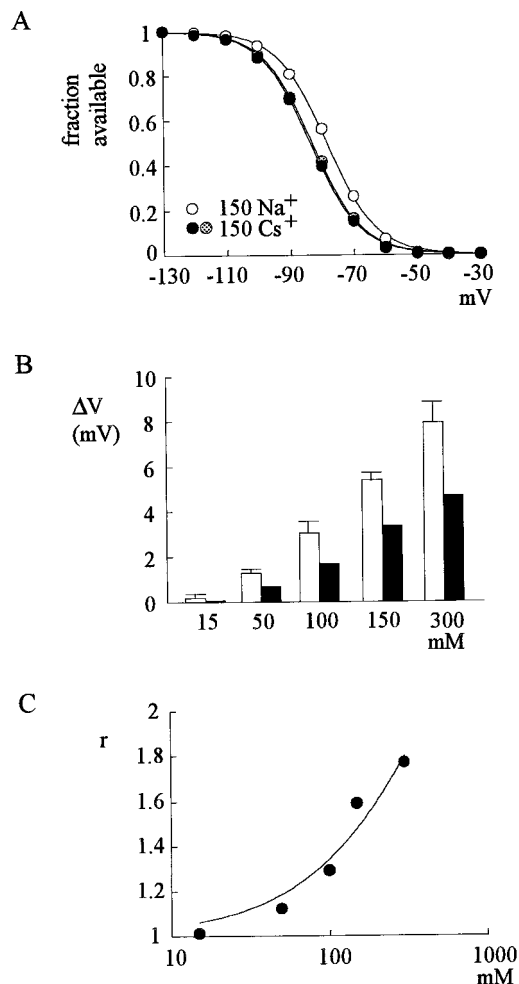 A
fraction
available
1
0.8
0.6
0.4
0.2
0
150 Na+
150 Cs+
-130 -110 -90 -70 -50 -30
mV
B
ΔV
(mV)
10
8
6
4
2
0
15 50 100 150 300
mM
C
r
2
1.8
1.6
1.4
1.2
1
10 100 1000
mM